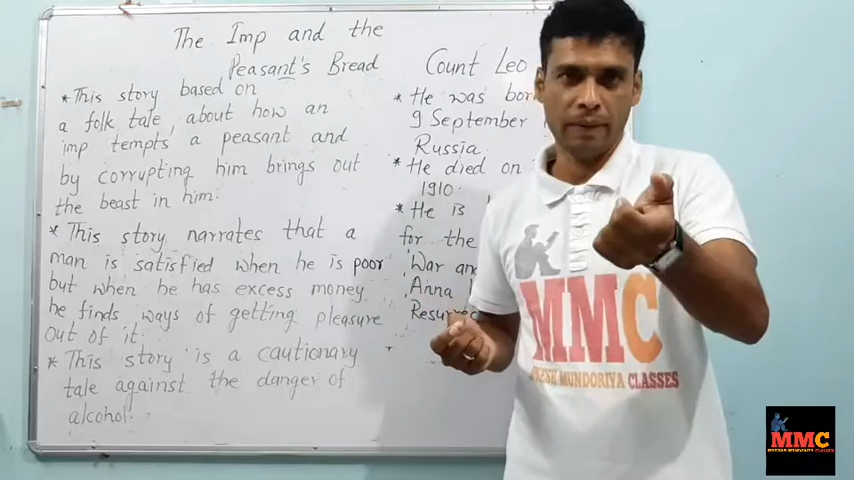 The Imp and the
Peasant's Bread
* This story based on
a folk tale, about how an
imp tempts a peasant and
by corrupting him brings out
the beast in him.
* This story narrates that a
man is satisfied when he is poor
but when he has excess money
he finds ways of getting pleasure
out of it.
* This story is a cautionary
tale against the danger of
alcohol.
Count Leo
* He was
9 September
Russia.
* He died on
1910.
* He is
for the
'War an
Anna
MMC
MUNDORIYA CLASSES
MMC